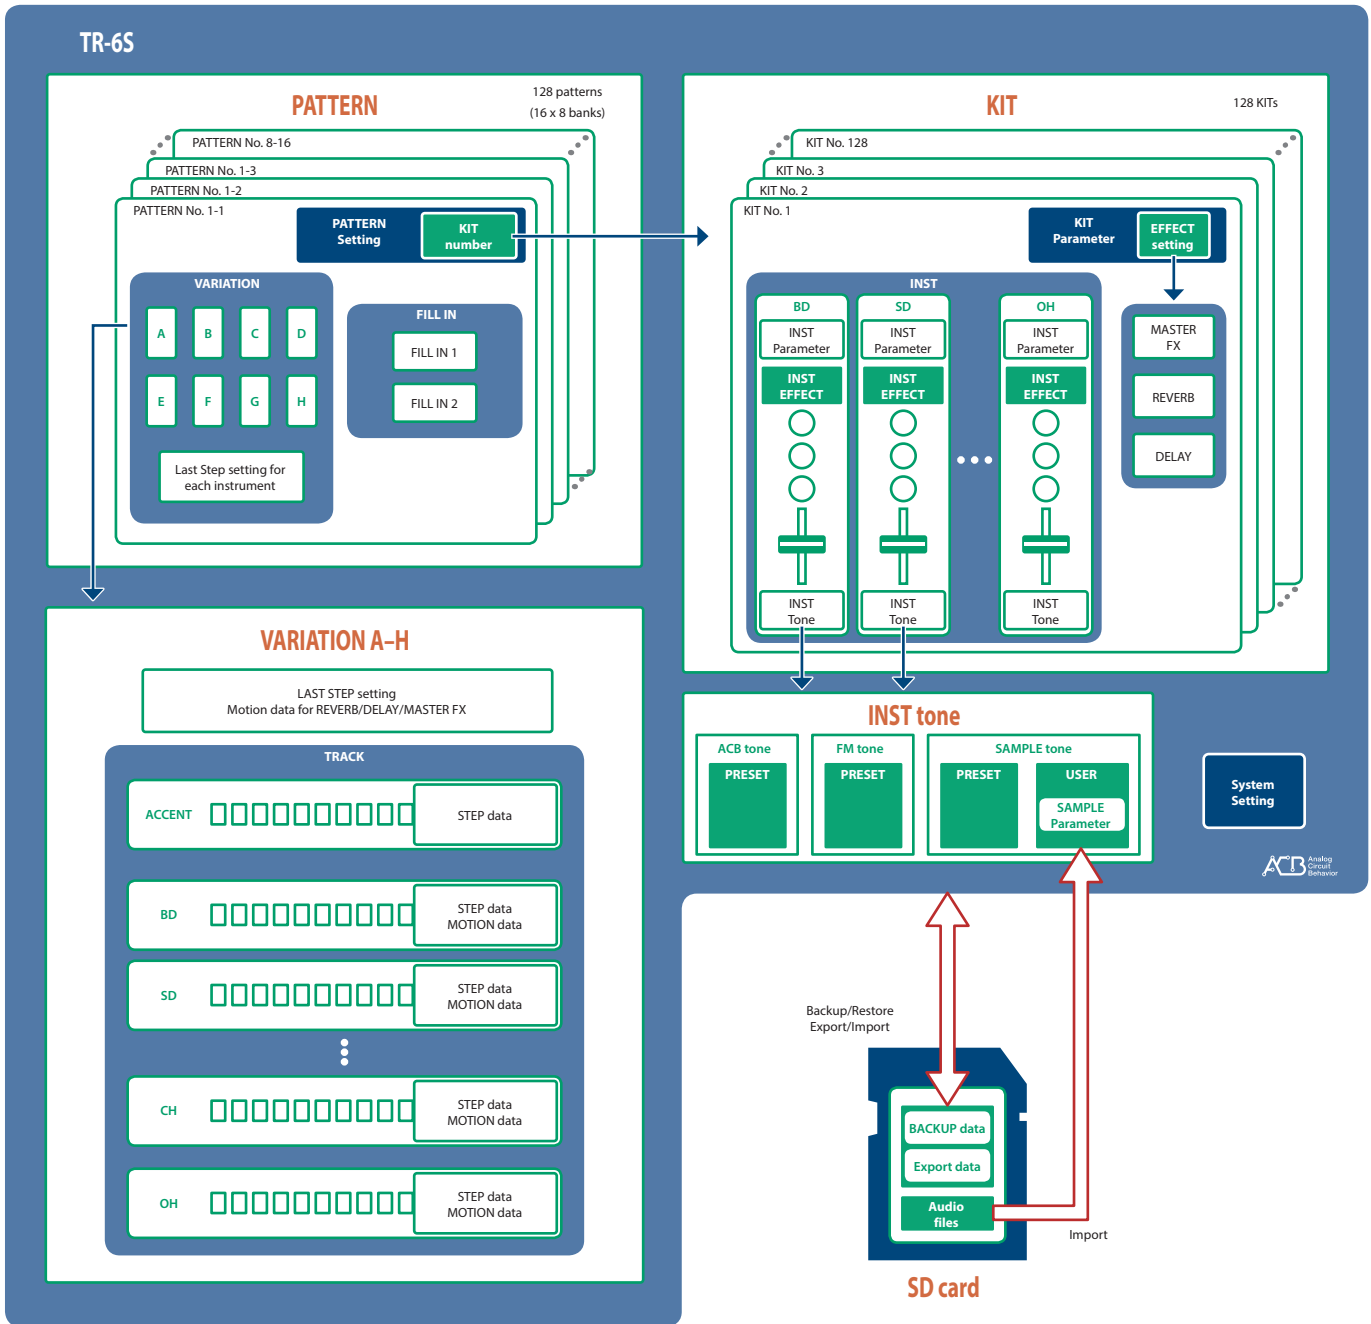 TR-6S
PATTERN
128 patterns
(16 x 8 banks)
PATTERN No. 8-16
PATTERN No. 1-3
PATTERN No. 1-2
PATTERN No. 1-1
PATTERN
Setting
KIT
number
VARIATION
A
B
C
D
E
F
G
H
Last Step setting for
each instrument
FILL IN
FILL IN 1
FILL IN 2
KIT
128 KITs
KIT No. 128
KIT No. 3
KIT No. 2
KIT No. 1
KIT
Parameter
EFFECT
setting
INST
BD
INST
Parameter
INST
EFFECT
INST
Tone
SD
INST
Parameter
INST
EFFECT
INST
Tone
OH
INST
Parameter
INST
EFFECT
INST
Tone
MASTER
FX
REVERB
DELAY
VARIATION A–H
LAST STEP setting
Motion data for REVERB/DELAY/MASTER FX
TRACK
ACCENT
STEP data
BD
STEP data
MOTION data
SD
STEP data
MOTION data
CH
STEP data
MOTION data
OH
STEP data
MOTION data
INST tone
ACB tone
PRESET
FM tone
PRESET
SAMPLE tone
PRESET
USER
SAMPLE
Parameter
System
Setting
ACB
Analog
Circuit
Behavior
Backup/Restore
Export/Import
BACKUP data
Export data
Audio
files
Import
SD card